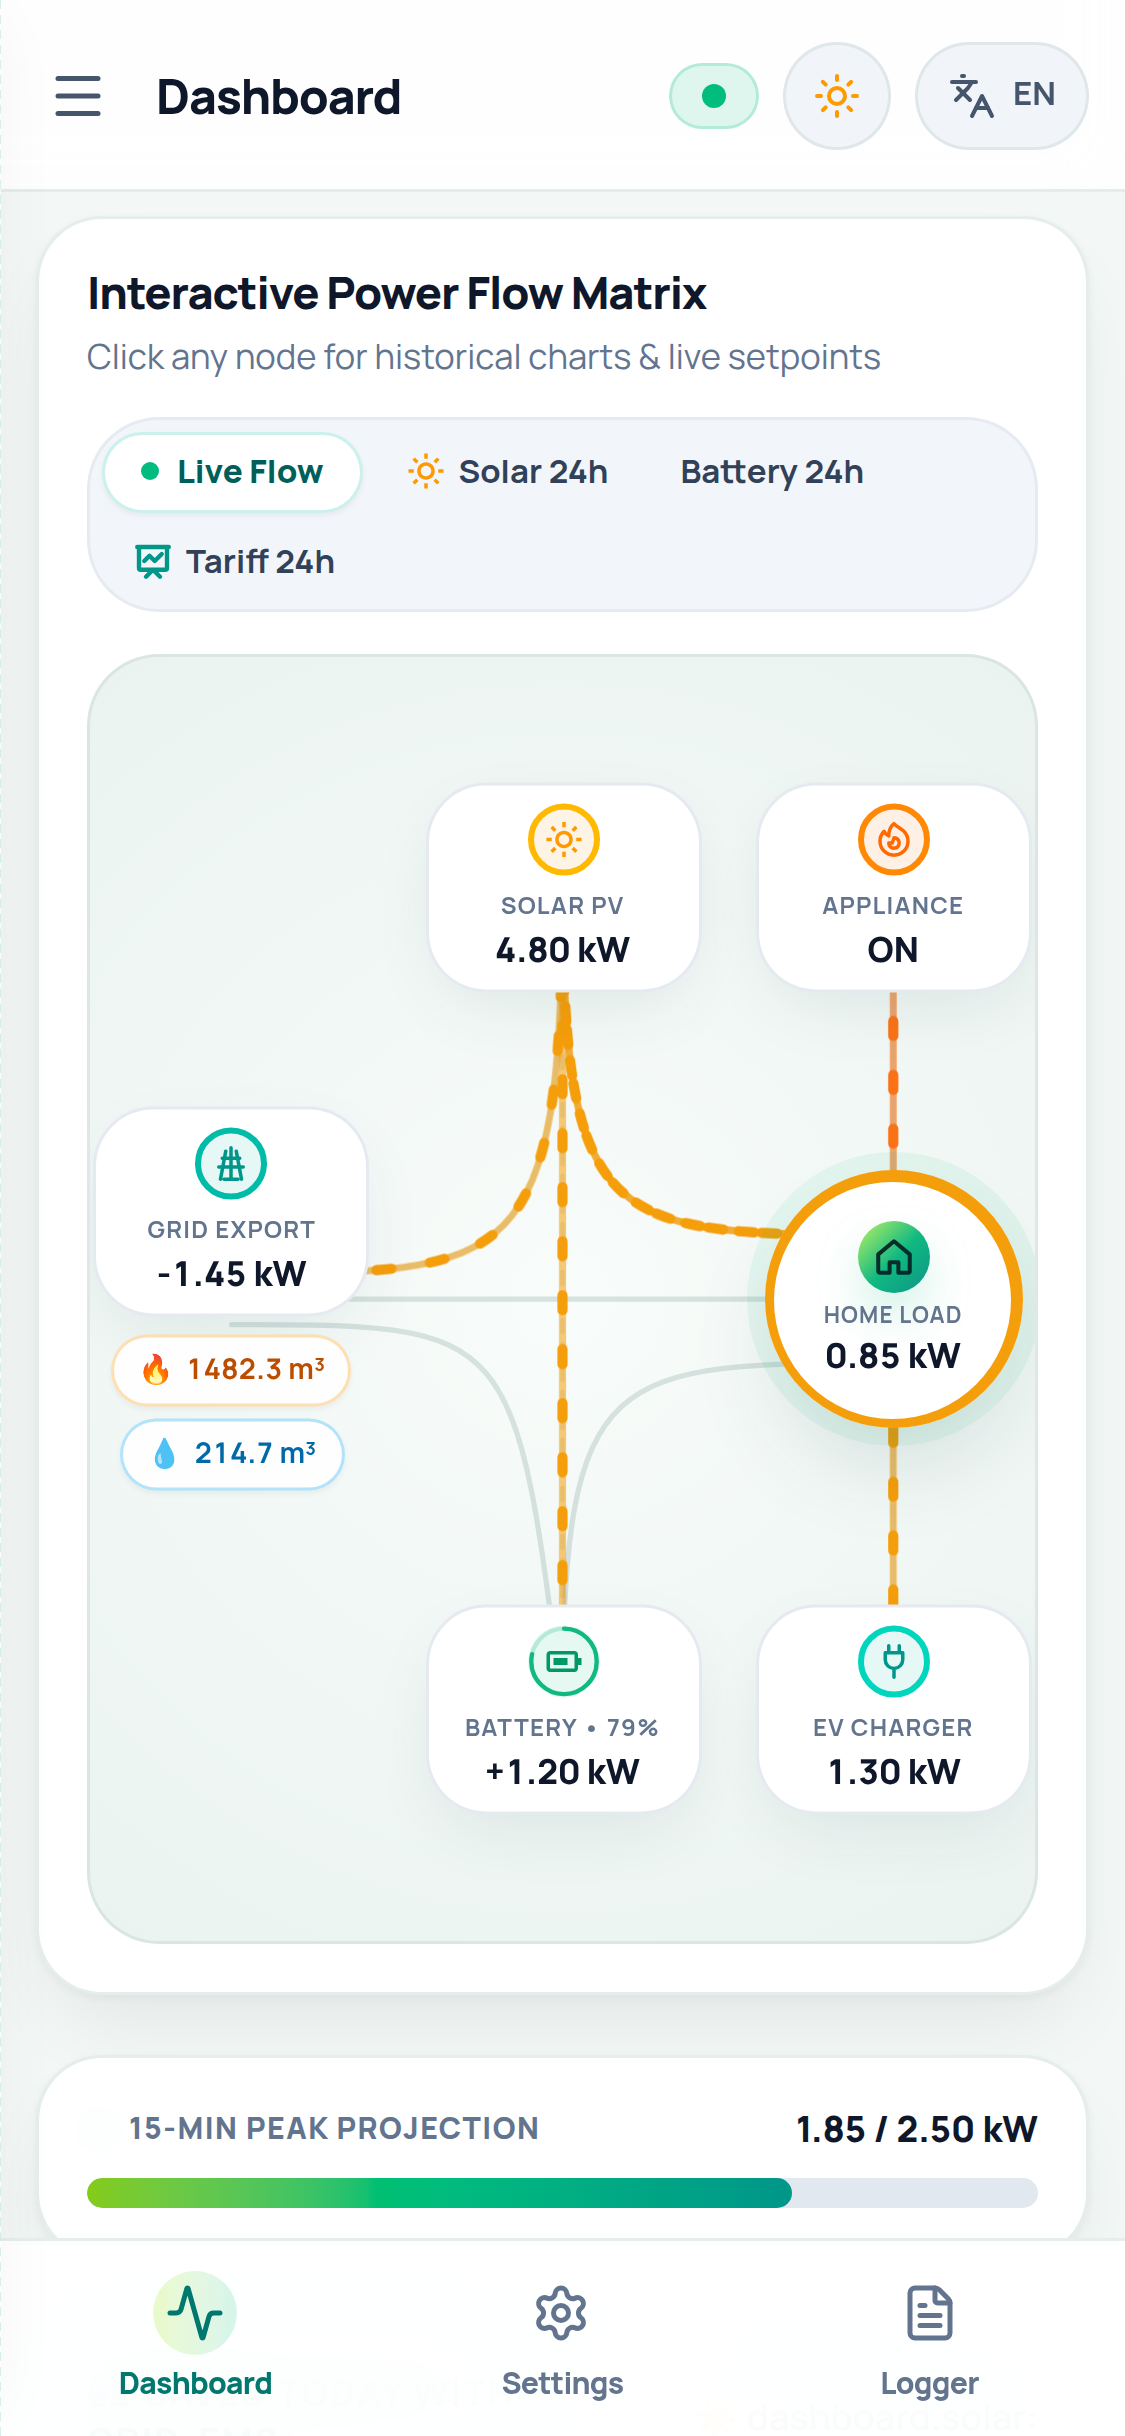 Dashboard
EN
Interactive Power Flow Matrix
Click any node for historical charts & live setpoints
Live Flow
Solar 24h
Battery 24h
Tariff 24h
SOLAR PV
4.80 kW
APPLIANCE
ON
GRID EXPORT
-1.45 kW
HOME LOAD
0.85 kW
1482.3 m³
214.7 m³
BATTERY • 79%
+1.20 kW
EV CHARGER
1.30 kW
15-MIN PEAK PROJECTION
1.85 / 2.50 kW
Dashboard
Settings
Logger